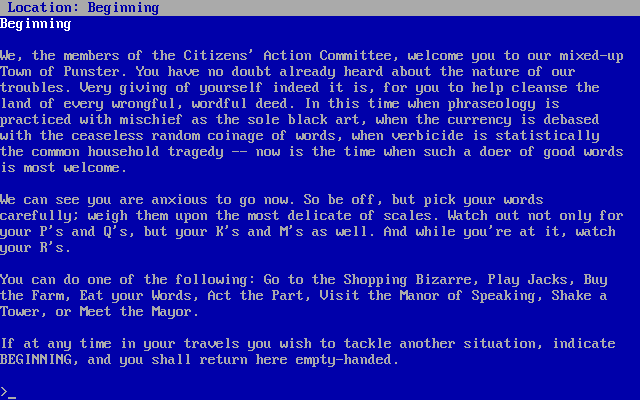 Location: Beginning
Beginning
We, the members of the Citizens' Action Committee, welcome you to our mixed-up
Town of Punster. You have no doubt already heard about the nature of our
troubles. Very giving of yourself indeed it is, for you to help cleanse the
land of every wrongful, wordful deed. In this time when phraseology is
practiced with mischief as the sole black art, when the currency is debased
with the ceaseless random coinage of words, when verbicide is statistically
the common household tragedy -- now is the time when such a doer of good words
is most welcome.
We can see you are anxious to go now. So be off, but pick your words
carefully; weigh them upon the most delicate of scales. Watch out not only for
your P's and Q's, but your K's and M's as well. And while you're at it, watch
your R's.
You can do one of the following: Go to the Shopping Bizarre, Play Jacks, Buy
the Farm, Eat your Words, Act the Part, Visit the Manor of Speaking, Shake a
Tower, or Meet the Mayor.
If at any time in your travels you wish to tackle another situation, indicate
BEGINNING, and you shall return here empty-handed.
>_